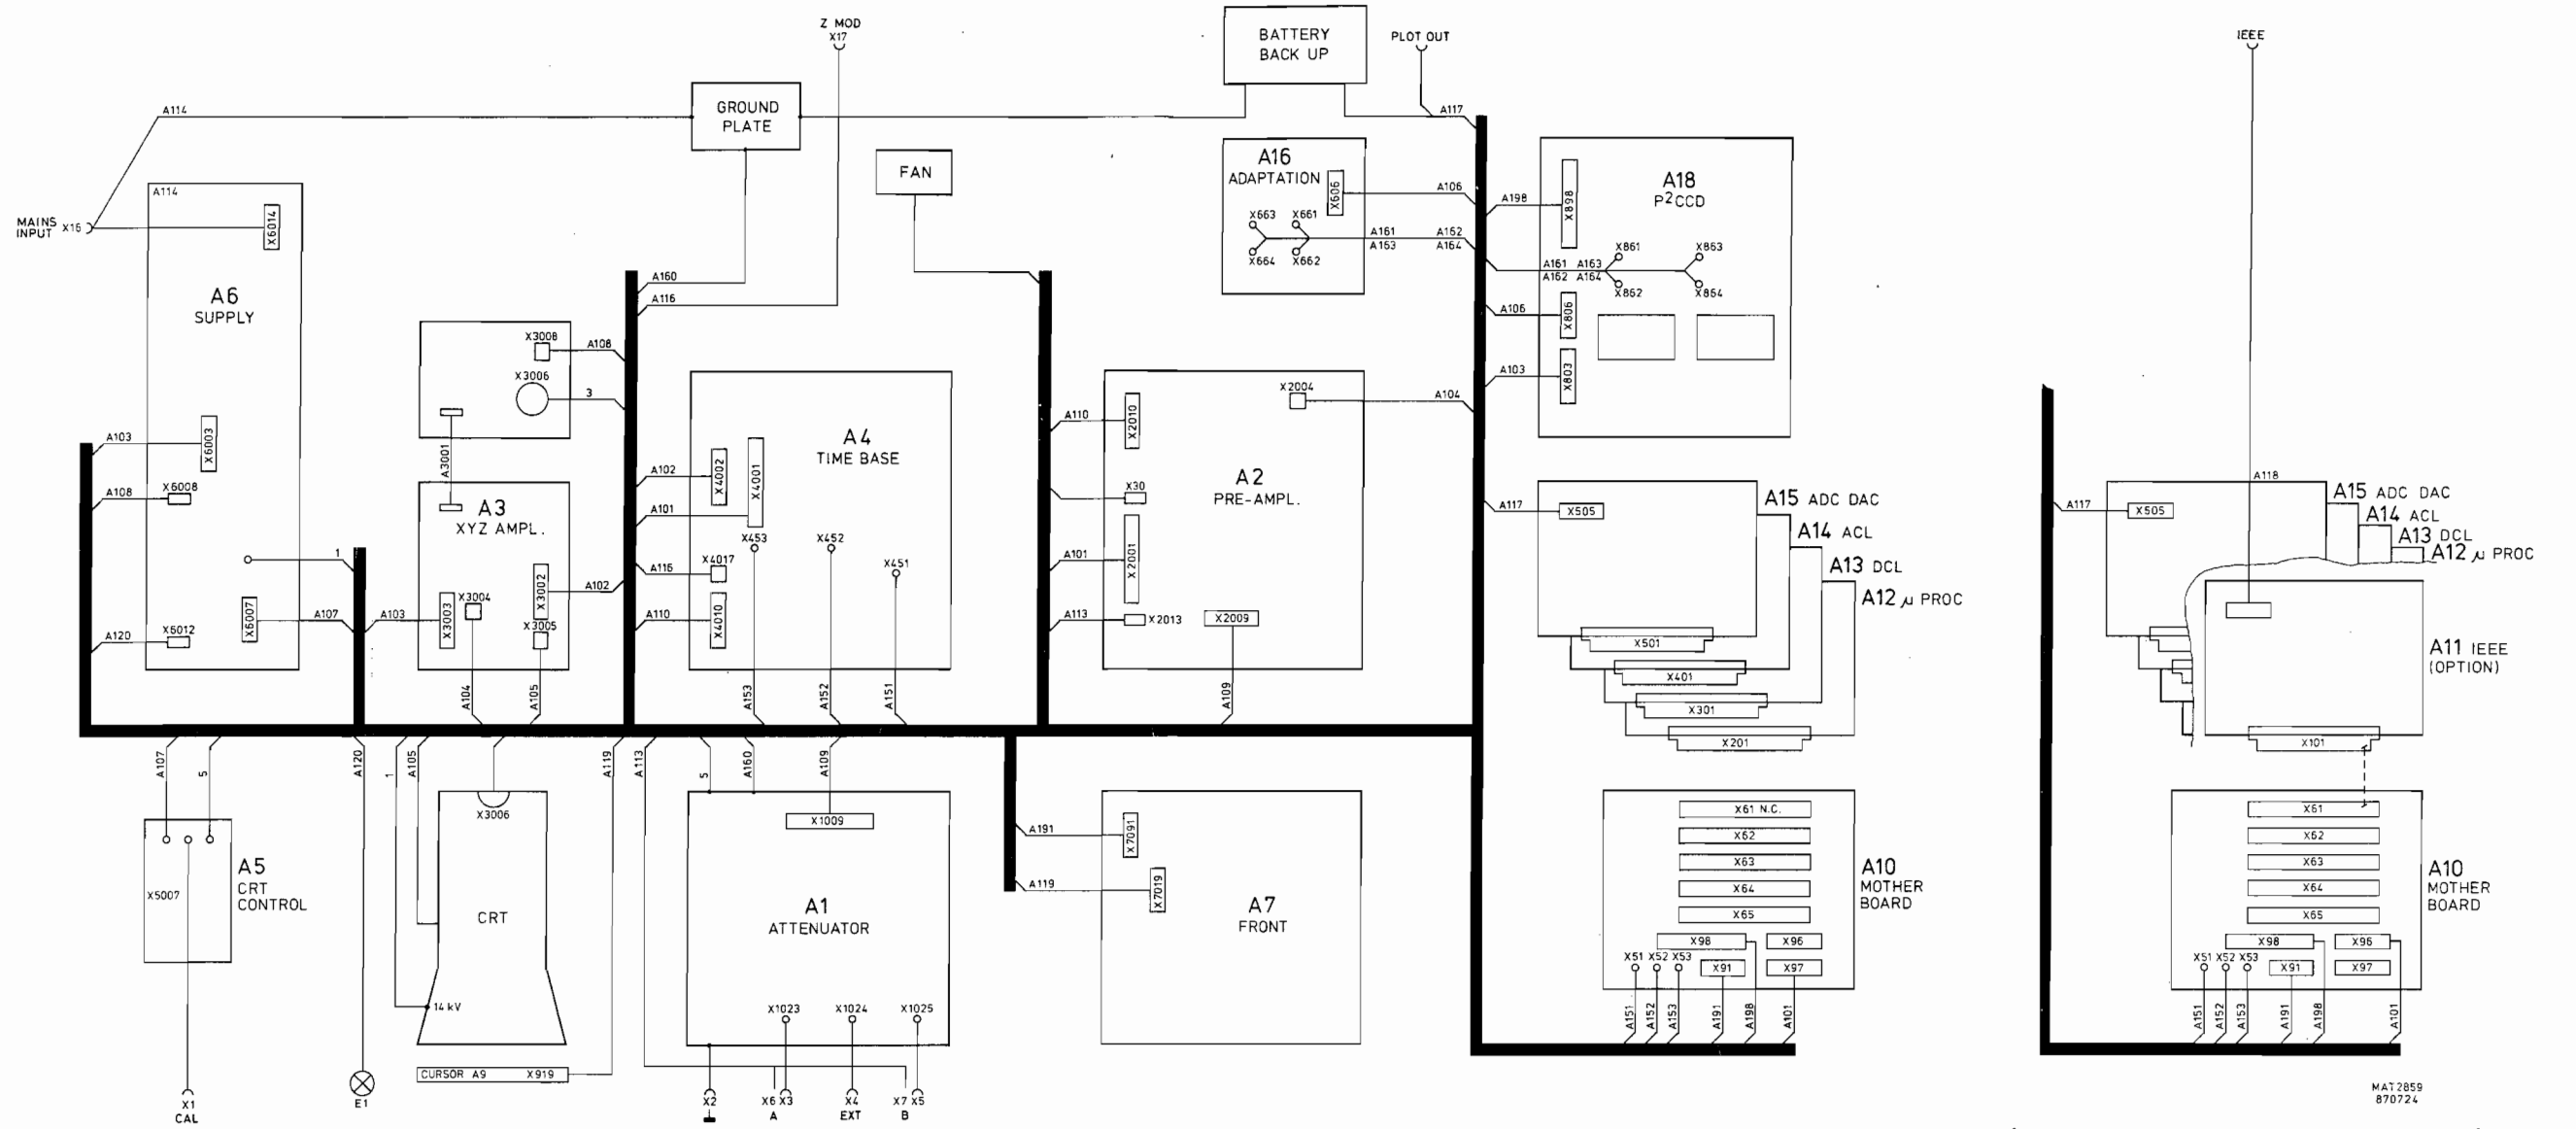 Z MOD
X17
BATTERY
BACK UP
PLOT OUT
IEEE
A114
GROUND
PLATE
A117
FAN
A16
ADAPTATION
X606
A106
X663
X661
X664
X662
A161
A163
A162
A164
A198
X898
A18
P2CCD
X861
X863
A161 A163
A162 A164
X862
X864
A106
X806
A103
X803
MAINS
INPUT X16
A114
X6014
A6
SUPPLY
A103
X6003
A108
X6008
1
X6007
A107
A120
X6012
A160
A116
X3008
A108
X3006
3
A3001
A3
XYZ AMPL.
X3002
A102
A103
X3003
X3004
X3005
A104
A105
A4
TIME BASE
A102
X4002
X4001
A101
X453
X452
X451
A116
X4017
A110
X4010
A153
A152
A151
X2004
A104
A110
X2010
A2
PRE-AMPL.
X30
A101
X2001
A113
X2013
X2009
A109
A117
X505
A15 ADC DAC
A14 ACL
A13 DCL
A12 μ PROC
X501
X401
X301
X201
A118
A117
X505
A15 ADC DAC
A14 ACL
A13 DCL
A12 μ PROC
A11 IEEE
(OPTION)
X101
A107
5
A120
1
A105
A119
A113
5
A160
A109
X5007
A5
CRT
CONTROL
X3006
CRT
14 kV
CURSOR A9 X919
X1009
A1
ATTENUATOR
X1023
X1024
X1025
A191
X7091
A119
X7019
A7
FRONT
X61 N.C.
X62
X63
X64
X65
X98
X96
X51 X52 X53
X91
X97
A10
MOTHER
BOARD
A151
A152
A153
A191
A198
A101
X61
X62
X63
X64
X65
X98
X96
X51 X52 X53
X91
X97
A10
MOTHER
BOARD
A151
A152
A153
A191
A198
A101
X1
CAL
E1
X2
X6 X3
A
X4
EXT
X7 X5
B
MAT2859
870724